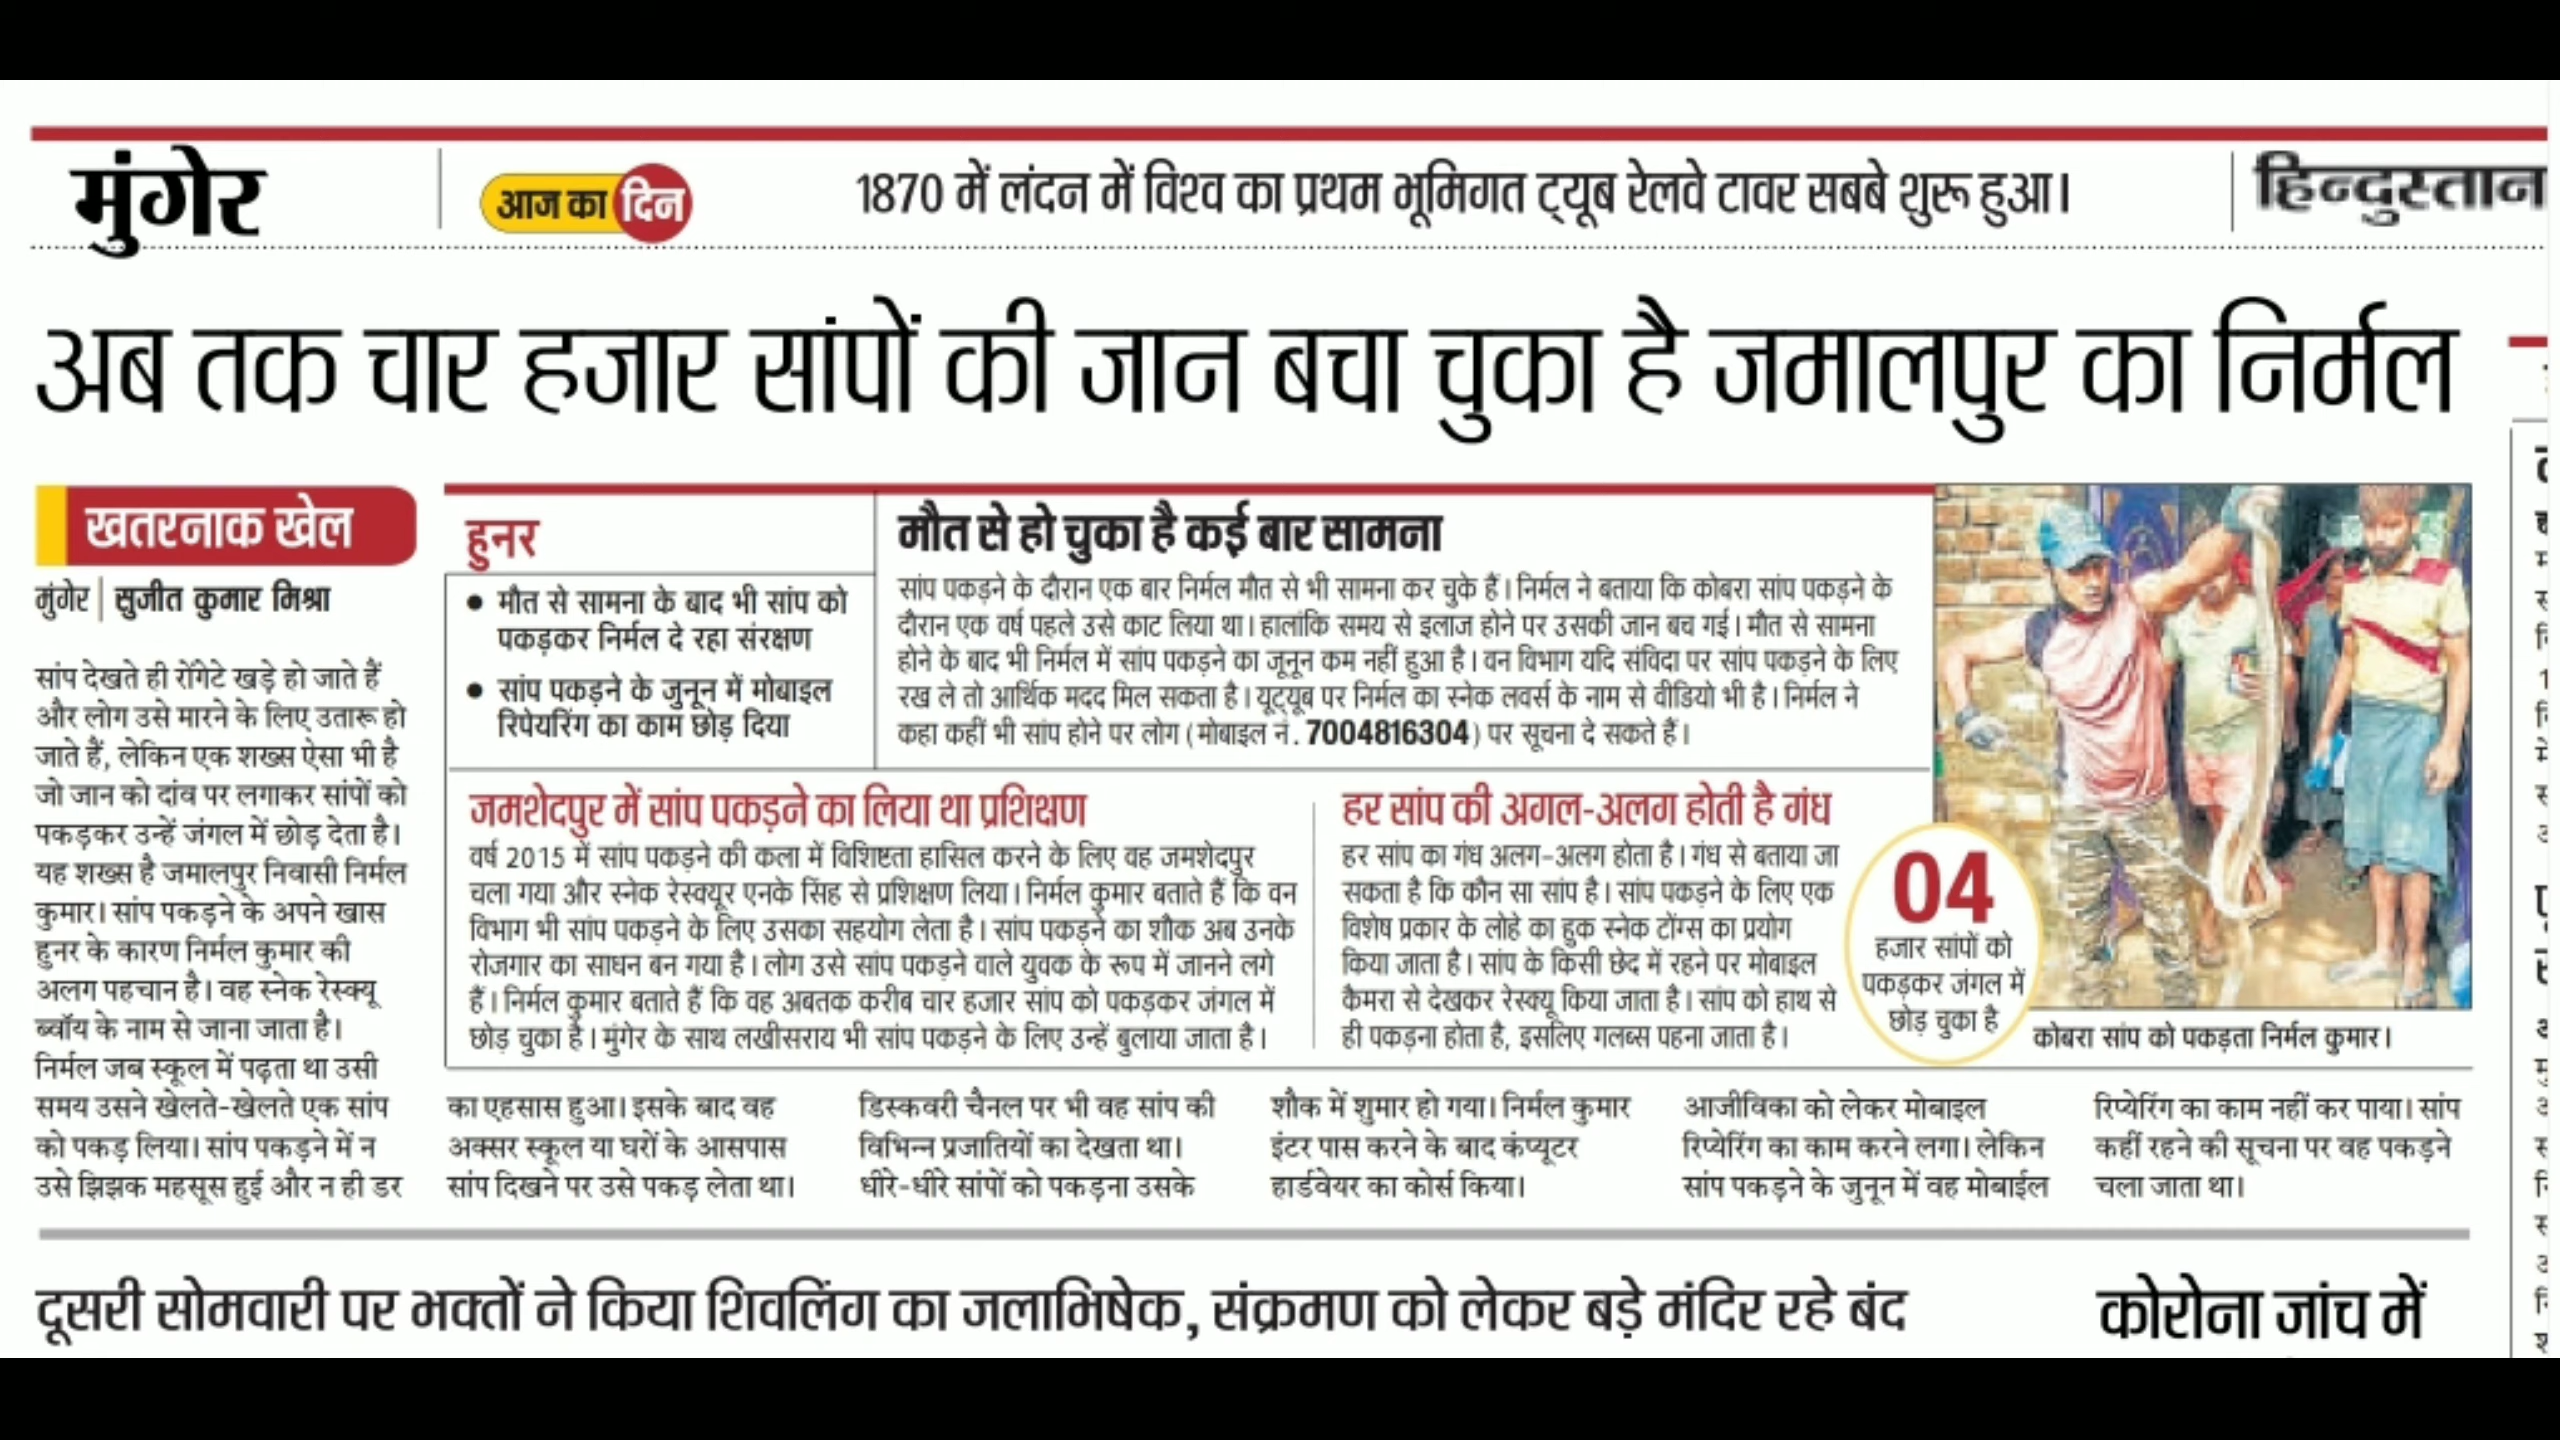 मुंगेर
आज का दिन
1870 में लंदन में विश्व का प्रथम भूमिगत ट्यूब रेलवे टावर सबबे शुरू हुआ।
हिन्दुस्तान
अब तक चार हजार सांपों की जान बचा चुका है जमालपुर का निर्मल
खतरनाक खेल
मुंगेर | सुजीत कुमार मिश्रा
सांप देखते ही रोंगेटे खड़े हो जाते हैं
और लोग उसे मारने के लिए उतारू हो
जाते हैं, लेकिन एक शख्स ऐसा भी है
जो जान को दांव पर लगाकर सांपों को
पकड़कर उन्हें जंगल में छोड़ देता है।
यह शख्स है जमालपुर निवासी निर्मल
कुमार। सांप पकड़ने के अपने खास
हुनर के कारण निर्मल कुमार की
अलग पहचान है। वह स्नेक रेस्क्यू
ब्वॉय के नाम से जाना जाता है।
निर्मल जब स्कूल में पढ़ता था उसी
समय उसने खेलते-खेलते एक सांप
को पकड़ लिया। सांप पकड़ने में न
उसे झिझक महसूस हुई और न ही डर
हुनर
● मौत से सामना के बाद भी सांप को
पकड़कर निर्मल दे रहा संरक्षण
● सांप पकड़ने के जुनून में मोबाइल
रिपेयरिंग का काम छोड़ दिया
मौत से हो चुका है कई बार सामना
सांप पकड़ने के दौरान एक बार निर्मल मौत से भी सामना कर चुके हैं। निर्मल ने बताया कि कोबरा सांप पकड़ने के
दौरान एक वर्ष पहले उसे काट लिया था। हालांकि समय से इलाज होने पर उसकी जान बच गई। मौत से सामना
होने के बाद भी निर्मल में सांप पकड़ने का जूनून कम नहीं हुआ है। वन विभाग यदि संविदा पर सांप पकड़ने के लिए
रख ले तो आर्थिक मदद मिल सकता है। यूट्यूब पर निर्मल का स्नेक लवर्स के नाम से वीडियो भी है। निर्मल ने
कहा कहीं भी सांप होने पर लोग (मोबाइल नं. 7004816304) पर सूचना दे सकते हैं।
जमशेदपुर में सांप पकड़ने का लिया था प्रशिक्षण
वर्ष 2015 में सांप पकड़ने की कला में विशिष्टता हासिल करने के लिए वह जमशेदपुर
चला गया और स्नेक रेस्क्यूर एनके सिंह से प्रशिक्षण लिया। निर्मल कुमार बताते हैं कि वन
विभाग भी सांप पकड़ने के लिए उसका सहयोग लेता है। सांप पकड़ने का शौक अब उनके
रोजगार का साधन बन गया है। लोग उसे सांप पकड़ने वाले युवक के रूप में जानने लगे
हैं। निर्मल कुमार बताते हैं कि वह अबतक करीब चार हजार सांप को पकड़कर जंगल में
छोड़ चुका है। मुंगेर के साथ लखीसराय भी सांप पकड़ने के लिए उन्हें बुलाया जाता है।
हर सांप की अगल-अलग होती है गंध
हर सांप का गंध अलग-अलग होता है। गंध से बताया जा
सकता है कि कौन सा सांप है। सांप पकड़ने के लिए एक
विशेष प्रकार के लोहे का हुक स्नेक टोंग्स का प्रयोग
किया जाता है। सांप के किसी छेद में रहने पर मोबाइल
कैमरा से देखकर रेस्क्यू किया जाता है। सांप को हाथ से
ही पकड़ना होता है, इसलिए गलब्स पहना जाता है।
04
हजार सांपों को
पकड़कर जंगल में
छोड़ चुका है
कोबरा सांप को पकड़ता निर्मल कुमार।
का एहसास हुआ। इसके बाद वह
अक्सर स्कूल या घरों के आसपास
सांप दिखने पर उसे पकड़ लेता था।
डिस्कवरी चैनल पर भी वह सांप की
विभिन्न प्रजातियों का देखता था।
धीरे-धीरे सांपों को पकड़ना उसके
शौक में शुमार हो गया। निर्मल कुमार
इंटर पास करने के बाद कंप्यूटर
हार्डवेयर का कोर्स किया।
आजीविका को लेकर मोबाइल
रिप्येरिंग का काम करने लगा। लेकिन
सांप पकड़ने के जुनून में वह मोबाईल
रिप्येरिंग का काम नहीं कर पाया। सांप
कहीं रहने की सूचना पर वह पकड़ने
चला जाता था।
दूसरी सोमवारी पर भक्तों ने किया शिवलिंग का जलाभिषेक, संक्रमण को लेकर बड़े मंदिर रहे बंद
कोरोना जांच में